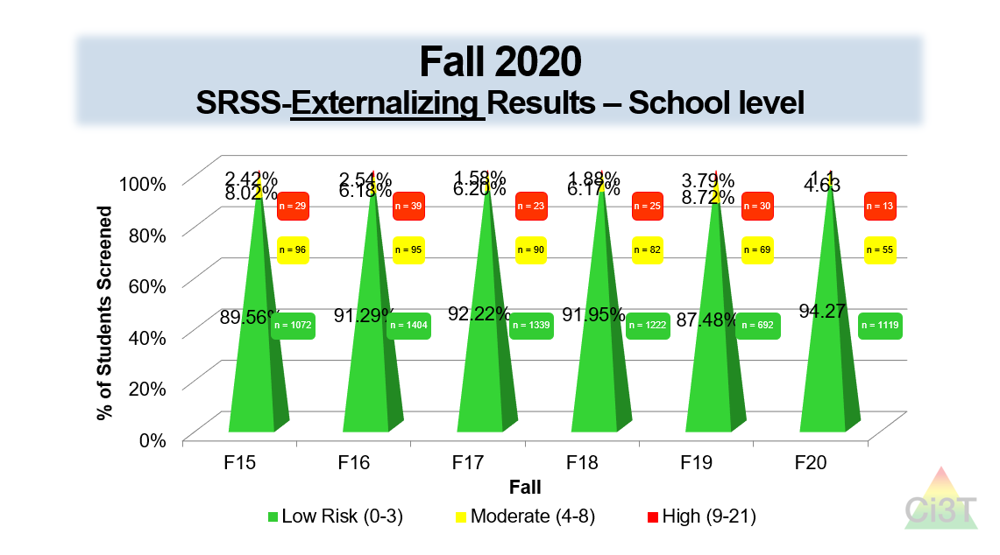 Fall 2020
SRSS-Externalizing Results – School level
% of Students Screened
100%
80%
60%
40%
20%
0%
2.42%
8.02%
89.56%
n = 29
n = 96
n = 1072
2.54%
6.18%
91.29%
n = 39
n = 95
n = 1404
1.58%
6.20%
92.22%
n = 23
n = 90
n = 1339
1.88%
6.17%
91.95%
n = 25
n = 82
n = 1222
3.79%
8.72%
87.48%
n = 30
n = 69
n = 692
1.1
4.63
94.27
n = 13
n = 55
n = 1119
F15 F16 F17 F18 F19 F20
Fall
Low Risk (0-3) Moderate (4-8) High (9-21)
Ci3T